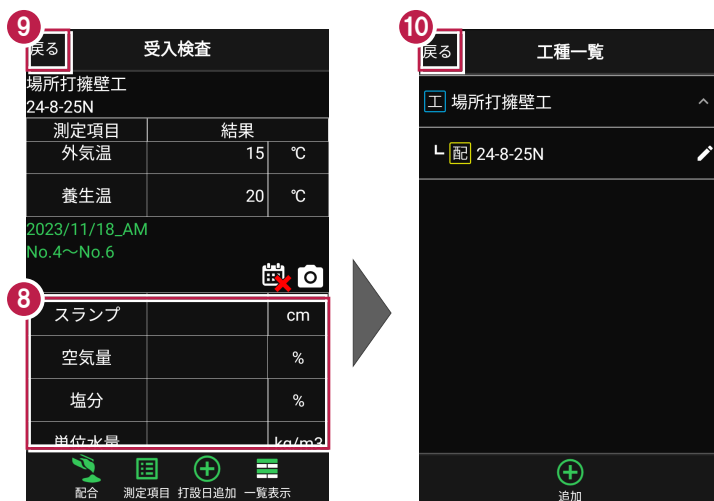 9
戻る 受入検査
場所打擁壁工
24-8-25N
測定項目 結果
外気温 15 ℃
養生温 20 ℃
2023/11/18_AM
No.4～No.6
8
スランプ cm
空気量 %
塩分 %
単位水量 kg/m3
配合 測定項目 打設日追加 一覧表示
10
戻る 工種一覧
工 場所打擁壁工
配 24-8-25N
追加